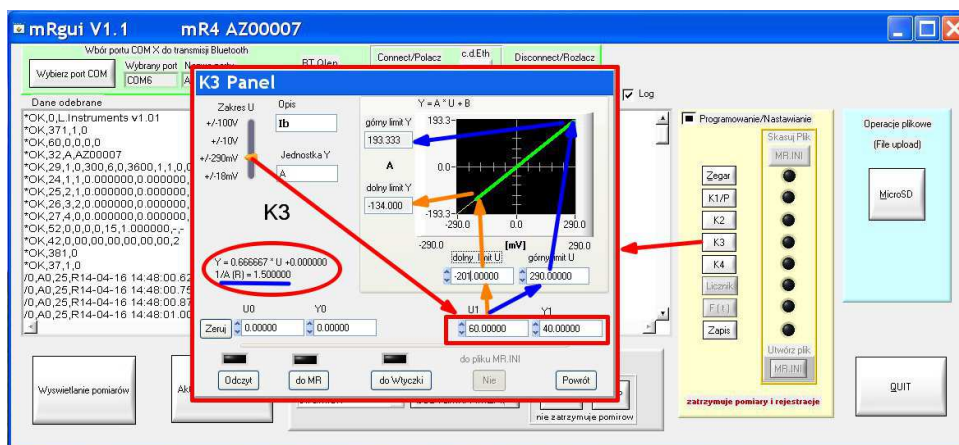 mRgui V1.1 mR4 AZ00007
Wbór portu COM X do transmisji Bluetooth
Wybierz port COM
Wybrany port
COM6
Connect/Polacz
c.d.Eth
Disconnect/Rozlacz
Log
Dane odebrane
*OK,0,L.Instruments v1.01
*OK,371,1,0
*OK,60,0,0,0,0
*OK,32,A,AZ00007
*OK,29,1,0,300,6,0,3600,1,1,0,0
*OK,24,1,1,0.000000,0.000000,
*OK,25,2,1,0.000000,0.000000,
*OK,26,3,2,0.000000,0.000000,
*OK,27,4,0,0.000000,0.000000,
*OK,52,0,0,0,0,15,1.000000,-,-
*OK,42,0,00,00,00,00,00,00,2
*OK,381,0
*OK,37,1,0
/0,A0,25,R14-04-16 14:48:00.62
/0,A0,25,R14-04-16 14:48:00.75
/0,A0,25,R14-04-16 14:48:00.87
/0,A0,25,R14-04-16 14:48:01.00
K3 Panel
Zakres U
+/-100V
+/-10V
+/-290mV
+/-18mV
Opis
Ib
Jednostka Y
A
K3
Y = 0.666667 * U +0.000000
1/A (R) = 1.500000
Y = A * U + B
górny limit Y
193.333
A
dolny limit Y
-134.000
193.3
0.0
-193.3
-290.0 0.0 290.0
-290.0 [mV] 290.0
dolny limit U
-201.00000
górny limit U
290.00000
U0 Y0
Zeruj 0.00000 0.00000
U1 Y1
60.00000 40.00000
do pliku MR.INI
Odczyt
do MR
do Wtyczki
Nie
Powrót
Programowanie/Nastawianie
Skasuj Plik
MR.INI
Zegar
K1/P
K2
K3
K4
Licznik
F ( t )
Zapis
Utwórz plik
MR.INI
zatrzymuje pomiary i rejestracje
Operacje plikowe
(File upload)
MicroSD
Wyswietlanie pomiarów
nie zatrzymuje pomirow
QUIT